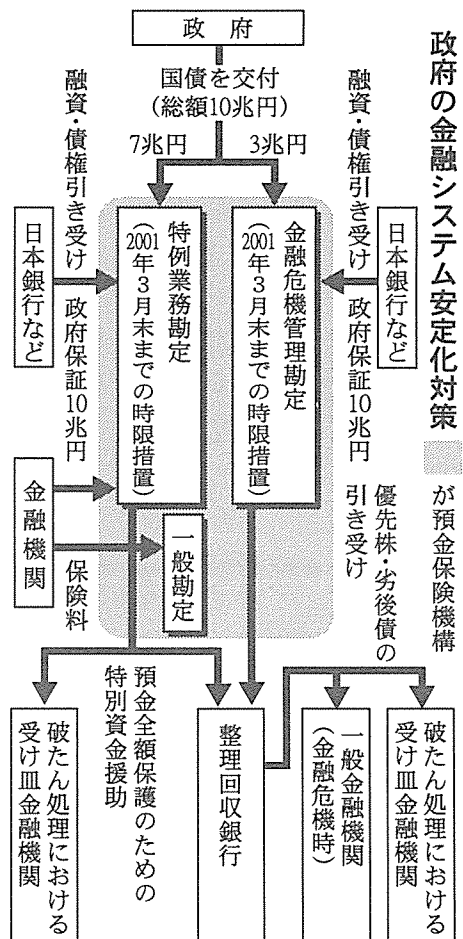 政府の金融システム安定化対策
が預金保険機構
政府
国債を交付
(総額10兆円)
7兆円
3兆円
融資・債権引き受け
日本銀行など
政府保証10兆円
金融危機管理勘定
(2001年3月末までの時限措置)
融資・債権引き受け
日本銀行など
政府保証10兆円
特例業務勘定
(2001年3月末までの時限措置)
金融機関
保険料
一般勘定
優先株・劣後債の
引き受け
預金全額保護のための
特別資金援助
破たん処理における
受け皿金融機関
一般金融機関
(金融危機時)
整理回収銀行
破たん処理における
受け皿金融機関